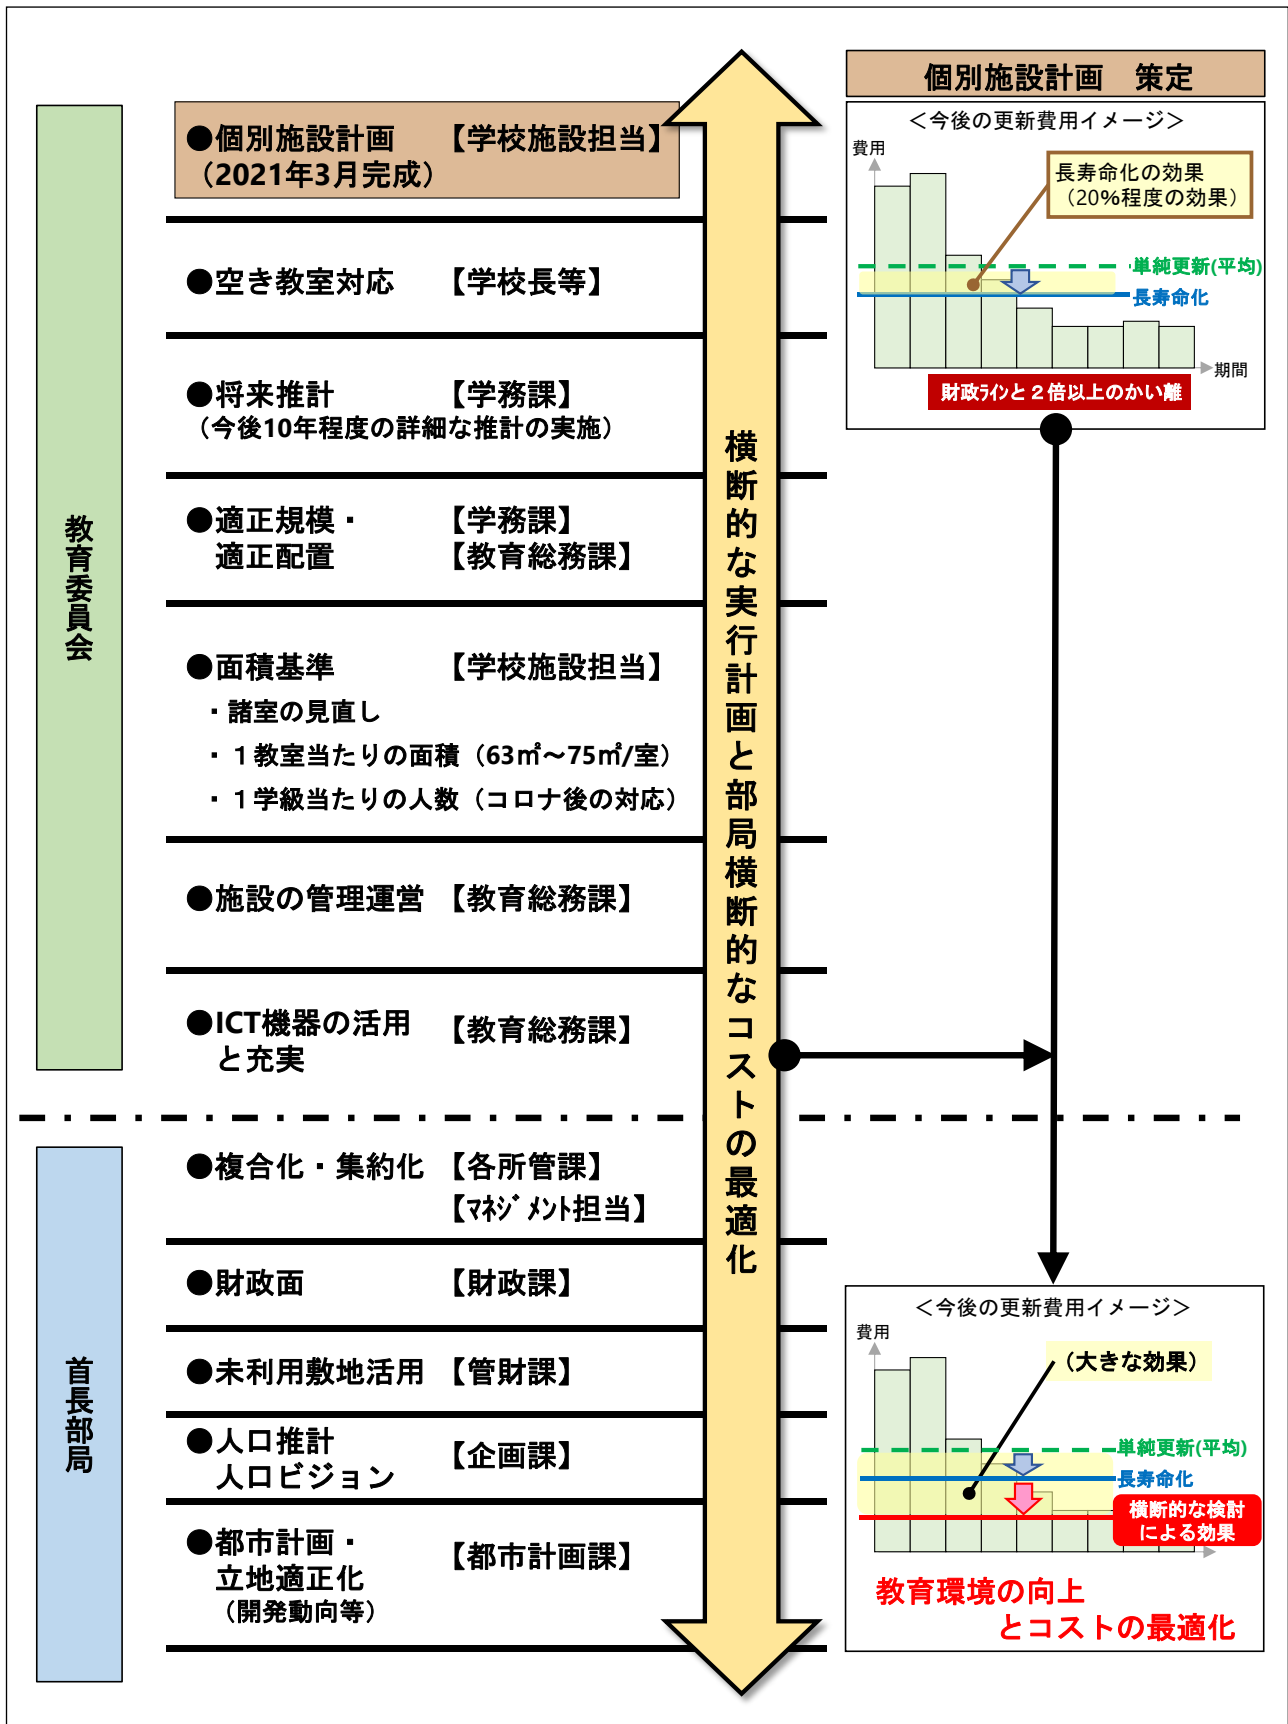 教育委員会
●個別施設計画　【学校施設担当】
（2021年3月完成）
●空き教室対応　【学校長等】
●将来推計　【学務課】
（今後10年程度の詳細な推計の実施）
●適正規模・　【学務課】
適正配置　【教育総務課】
●面積基準　【学校施設担当】
・諸室の見直し
・１教室当たりの面積（63㎡～75㎡/室）
・１学級当たりの人数（コロナ後の対応）
●施設の管理運営　【教育総務課】
●ICT機器の活用　【教育総務課】
と充実
首長部局
●複合化・集約化　【各所管課】
【ﾏﾈｼﾞﾒﾝﾄ担当】
●財政面　【財政課】
●未利用敷地活用　【管財課】
●人口推計　【企画課】
人口ビジョン
●都市計画・　【都市計画課】
立地適正化
（開発動向等）
横断的な実行計画と部局横断的なコストの最適化
個別施設計画　策定
＜今後の更新費用イメージ＞
費用
長寿命化の効果
（20%程度の効果）
単純更新(平均)
長寿命化
期間
財政ﾗｲﾝと２倍以上のかい離
＜今後の更新費用イメージ＞
費用
（大きな効果）
単純更新(平均)
長寿命化
横断的な検討
による効果
教育環境の向上
とコストの最適化